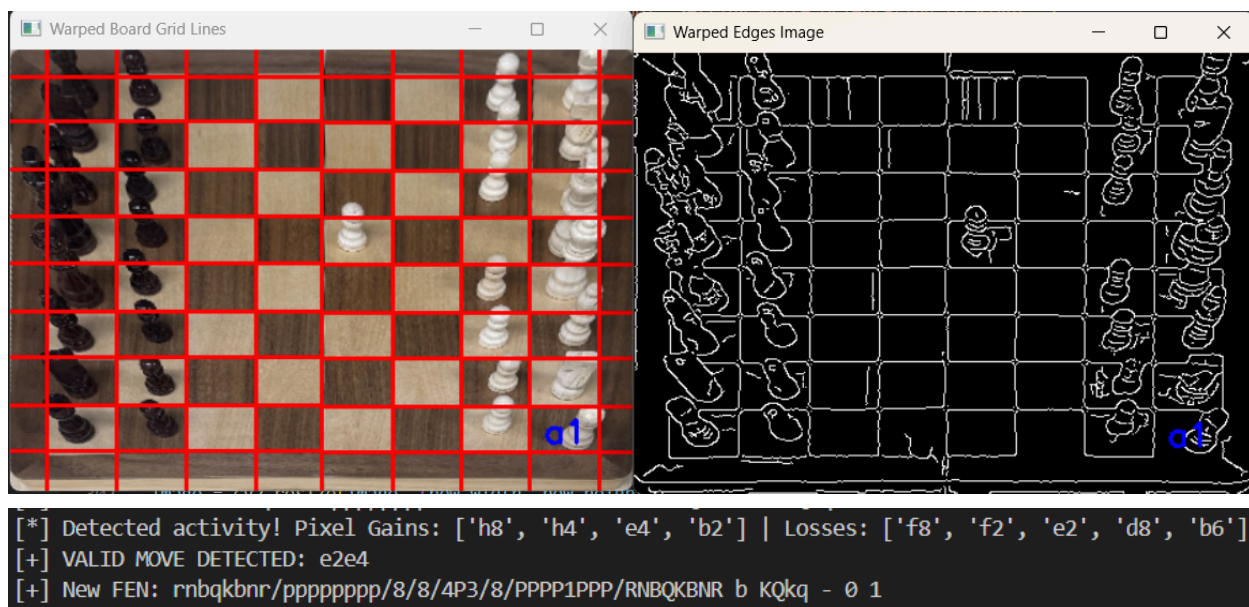 Warped Board Grid Lines
Warped Edges Image
a1
a1
[*] Detected activity! Pixel Gains: ['h8', 'h4', 'e4', 'b2'] | Losses: ['f8', 'f2', 'e2', 'd8', 'b6']
[+] VALID MOVE DETECTED: e2e4
[+] New FEN: rnbqkbnr/pppppppp/8/8/4P3/8/PPPP1PPP/RNBQKBNR b KQkq - 0 1